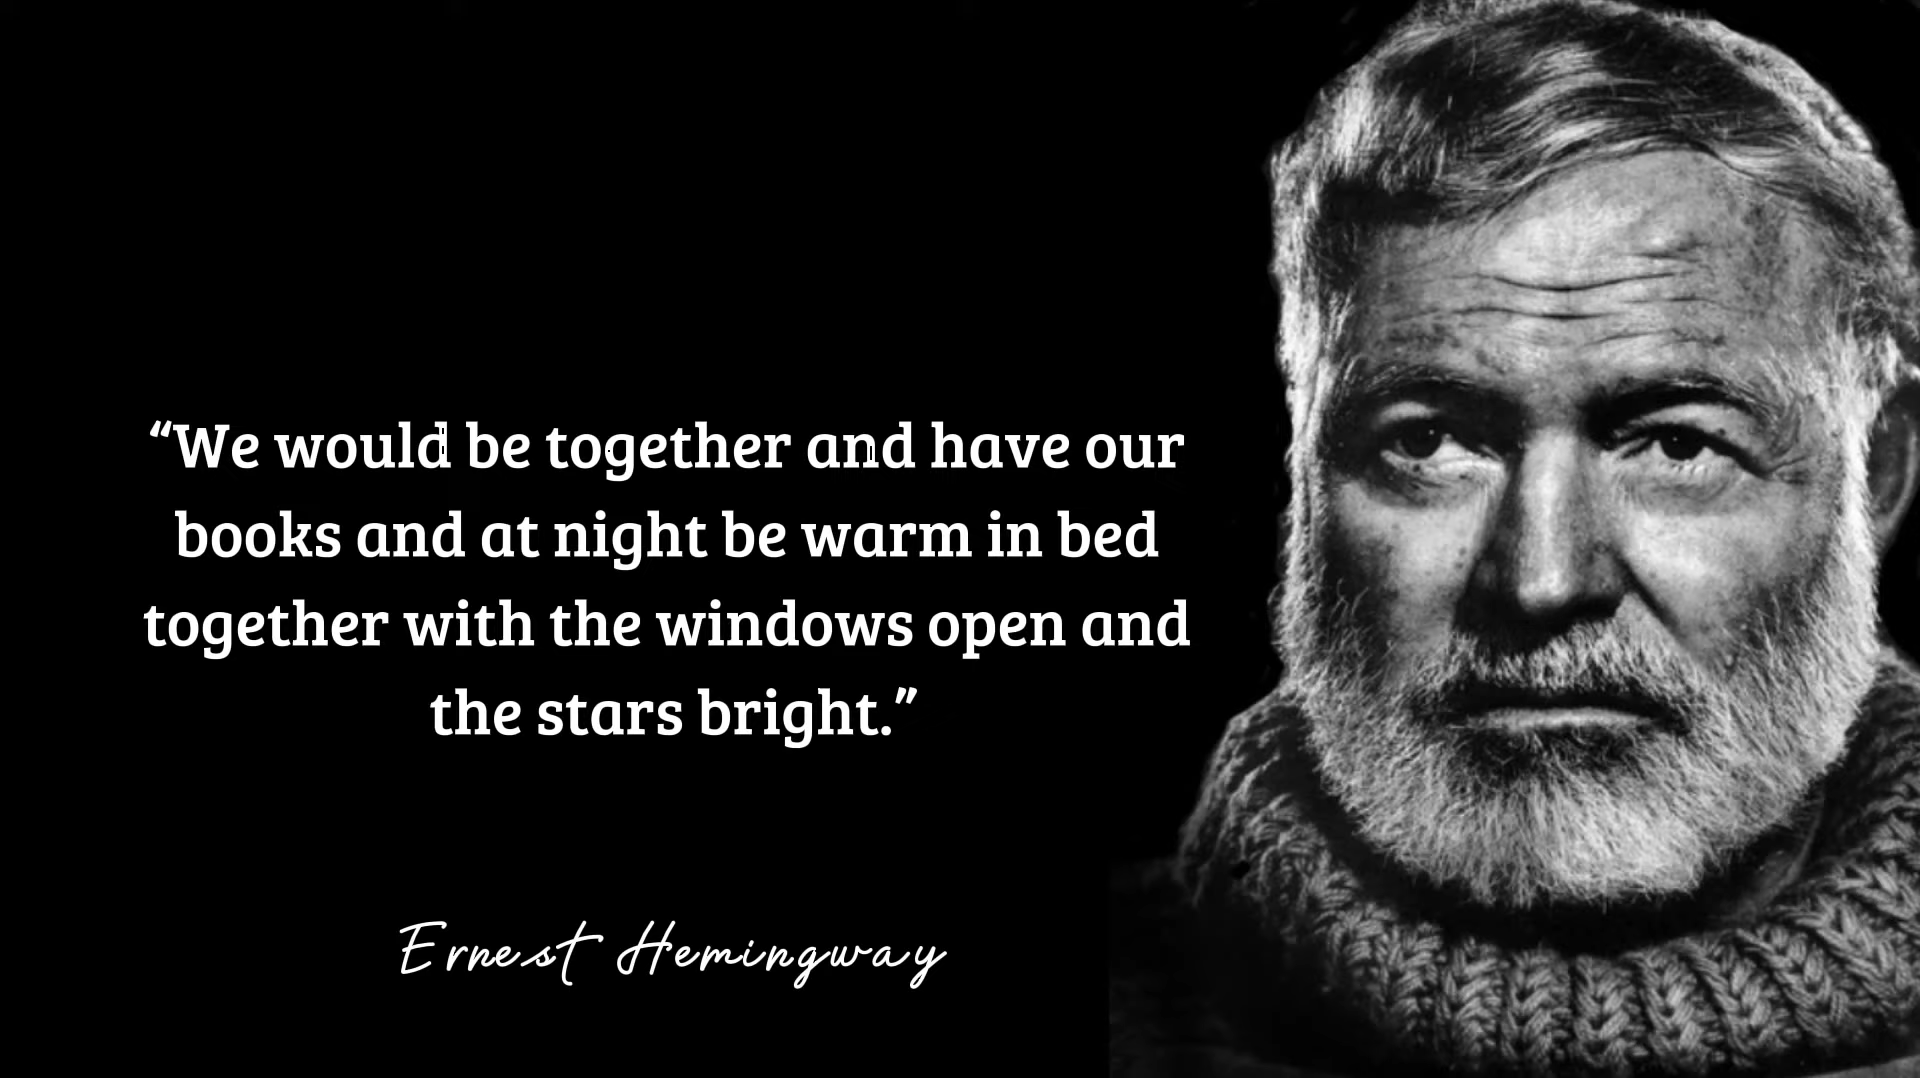 “We would be together and have our
books and at night be warm in bed
together with the windows open and
the stars bright.”
Ernest Hemingway